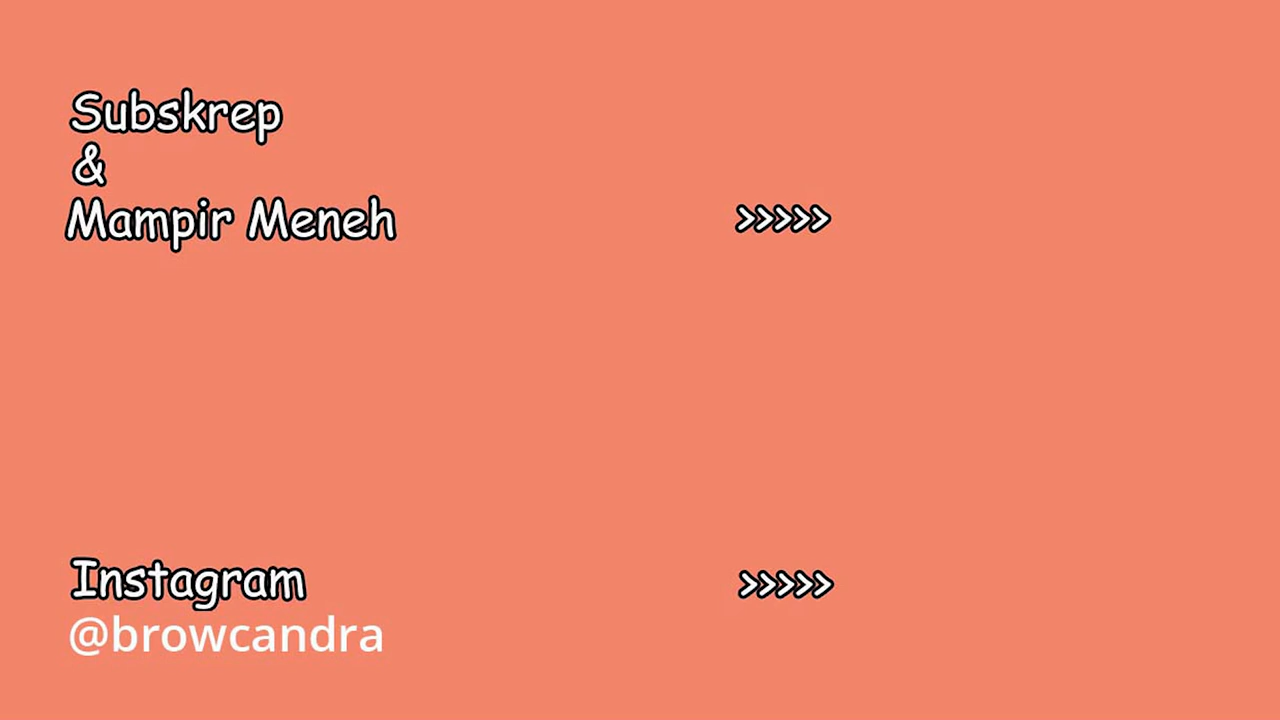 Subskrep
&
Mampir Meneh
>>>>>
Instagram
>>>>>
@browcandra